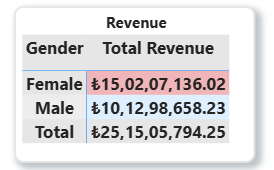 Revenue
Gender Total Revenue
Female ₺15,02,07,136.02
Male ₺10,12,98,658.23
Total ₺25,15,05,794.25